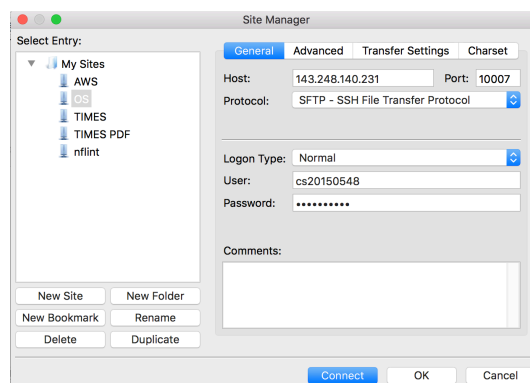 Site Manager
Select Entry:
My Sites
AWS
OS
TIMES
TIMES PDF
nflint
New Site New Folder
New Bookmark Rename
Delete Duplicate
General Advanced Transfer Settings Charset
Host: 143.248.140.231 Port: 10007
Protocol: SFTP - SSH File Transfer Protocol
Logon Type: Normal
User: cs20150548
Password: ••••••••••
Comments:
Connect OK Cancel